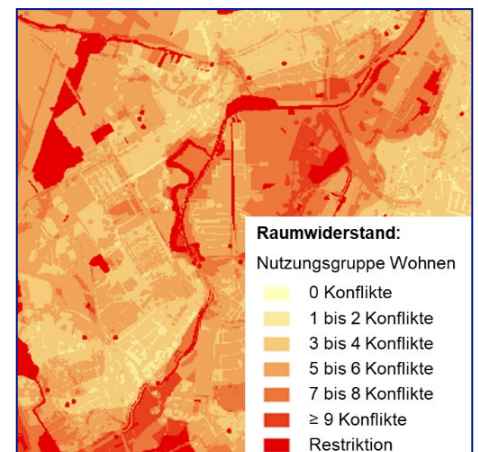 Raumwiderstand:
Nutzungsgruppe Wohnen
0 Konflikte
1 bis 2 Konflikte
3 bis 4 Konflikte
5 bis 6 Konflikte
7 bis 8 Konflikte
≥ 9 Konflikte
Restriktion